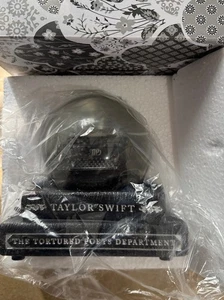 TAYLOR SWIFT
THE TORTURED POETS DEPARTMENT